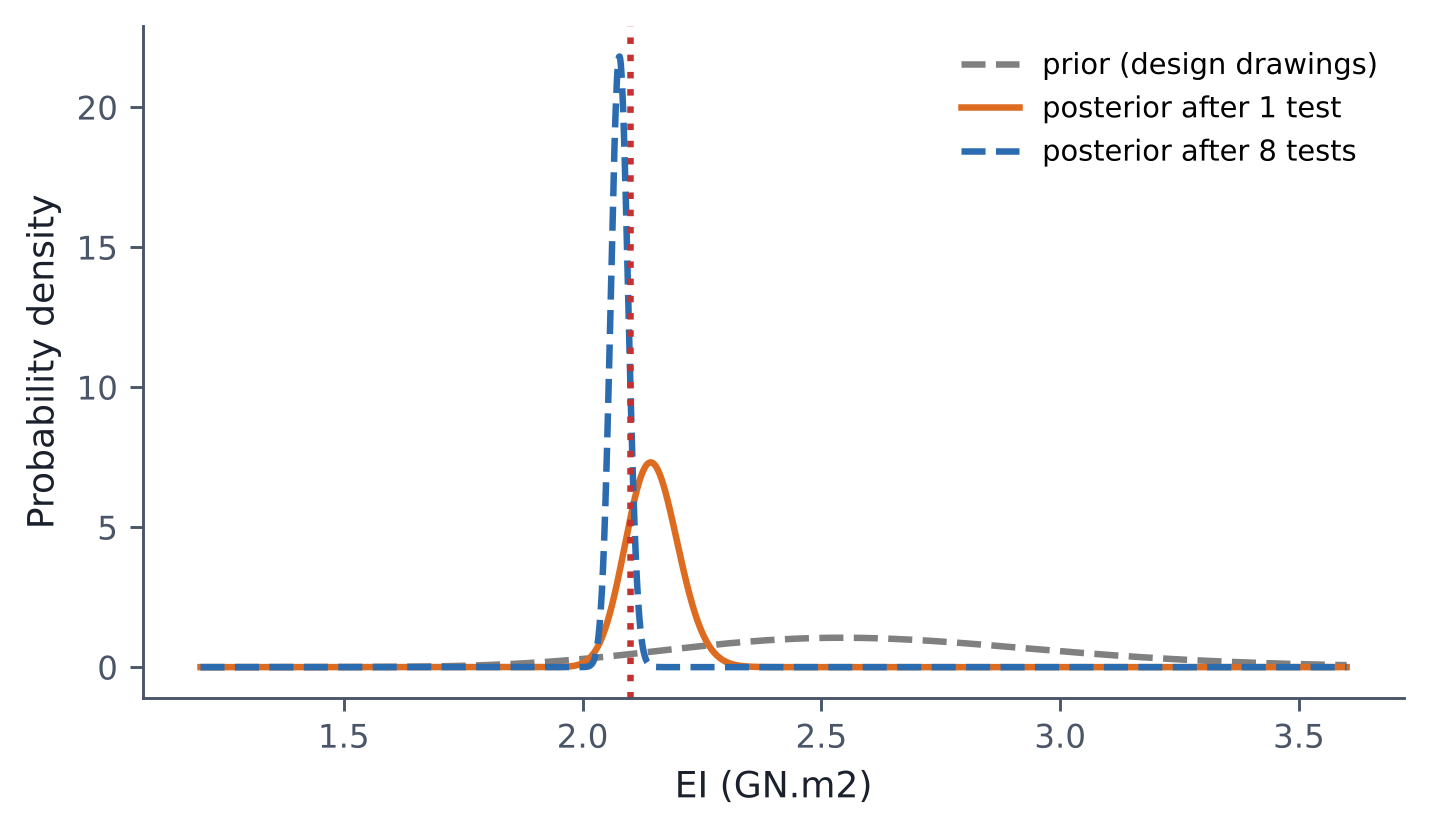 prior (design drawings)
posterior after 1 test
posterior after 8 tests
Probability density
20
15
10
5
0
1.5
2.0
2.5
3.0
3.5
EI (GN.m2)